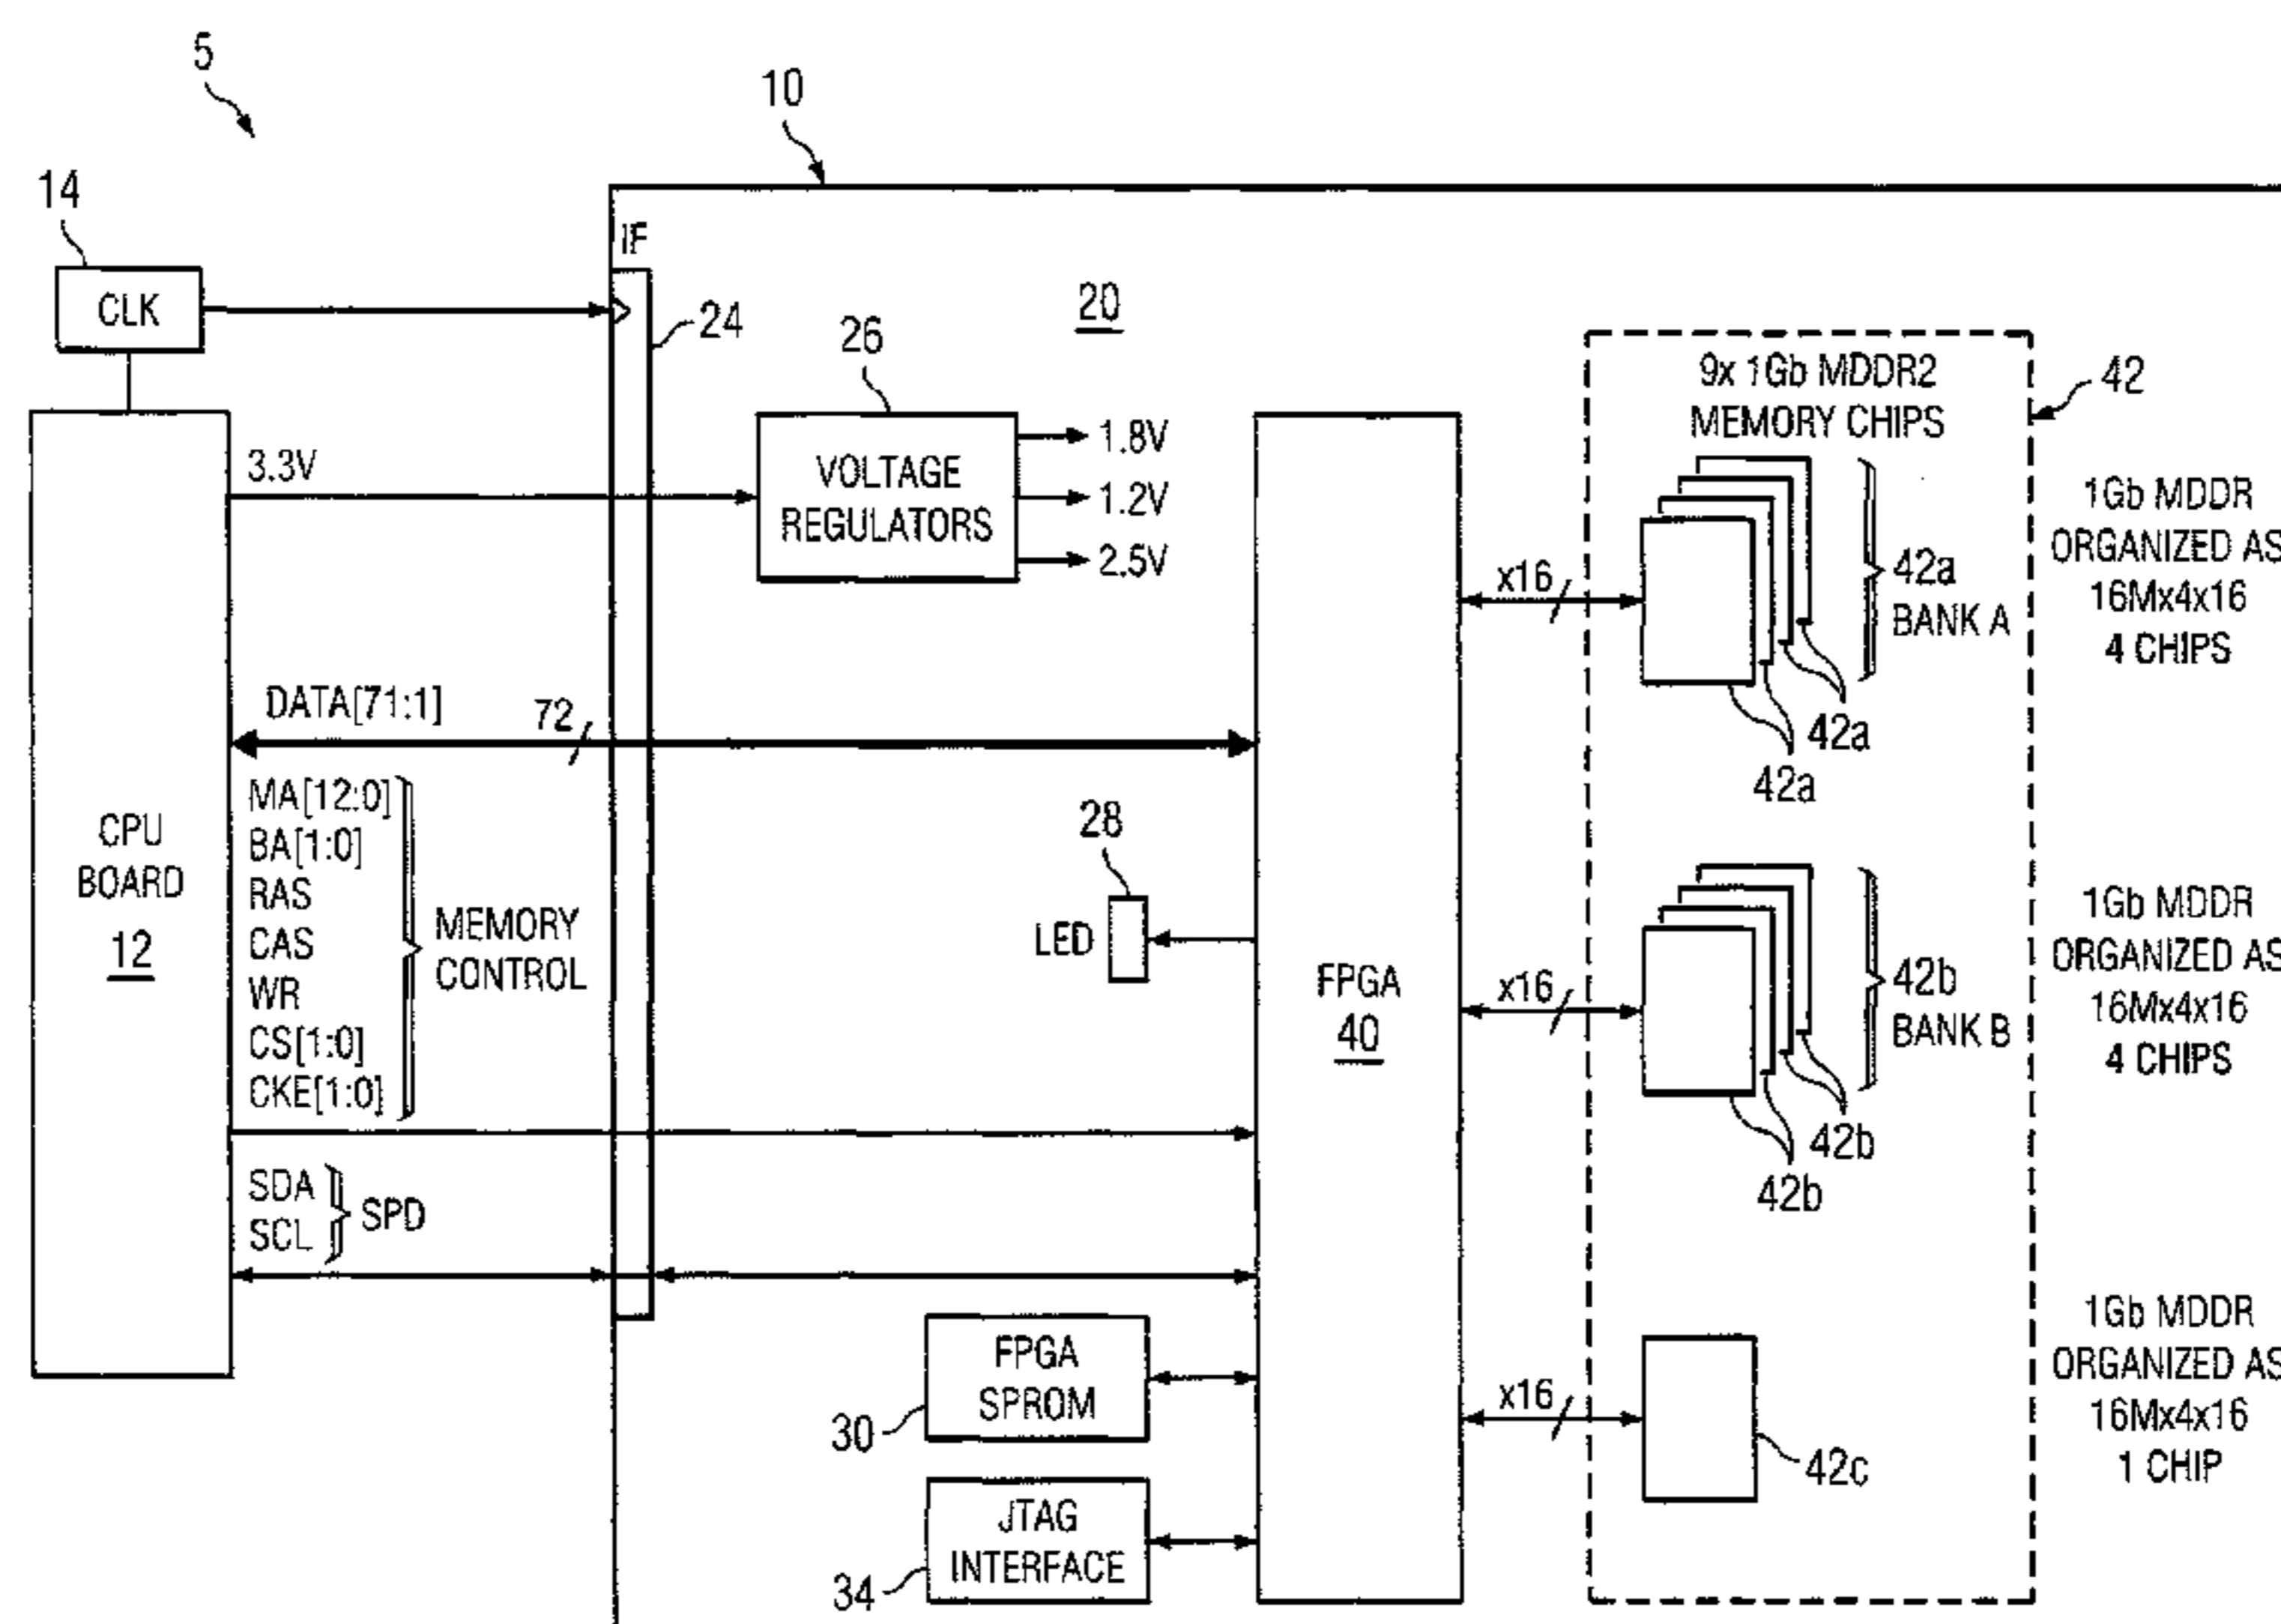 5
10
14
IF
CLK
24
20
26
3.3V
VOLTAGE
REGULATORS
1.8V
1.2V
2.5V
9x 1Gb MDDR2
MEMORY CHIPS
42
x16
42a
BANK A
42a
42a
1Gb MDDR
ORGANIZED AS
16Mx4x16
4 CHIPS
DATA[71:1]
72
CPU
BOARD
12
MA[12:0]
BA[1:0]
RAS
CAS
WR
CS[1:0]
CKE[1:0]
MEMORY
CONTROL
28
LED
FPGA
40
x16
42b
BANK B
42b
42b
1Gb MDDR
ORGANIZED AS
16Mx4x16
4 CHIPS
SDA
SCL
SPD
FPGA
SPROM
30
JTAG
INTERFACE
34
x16
42c
1Gb MDDR
ORGANIZED AS
16Mx4x16
1 CHIP